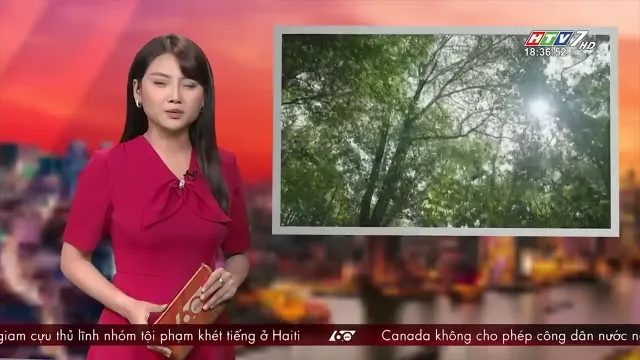 HTV7 HD
18:36:52
giam cựu thủ lĩnh nhóm tội phạm khét tiếng ở Haiti 60 Canada không cho phép công dân nước n